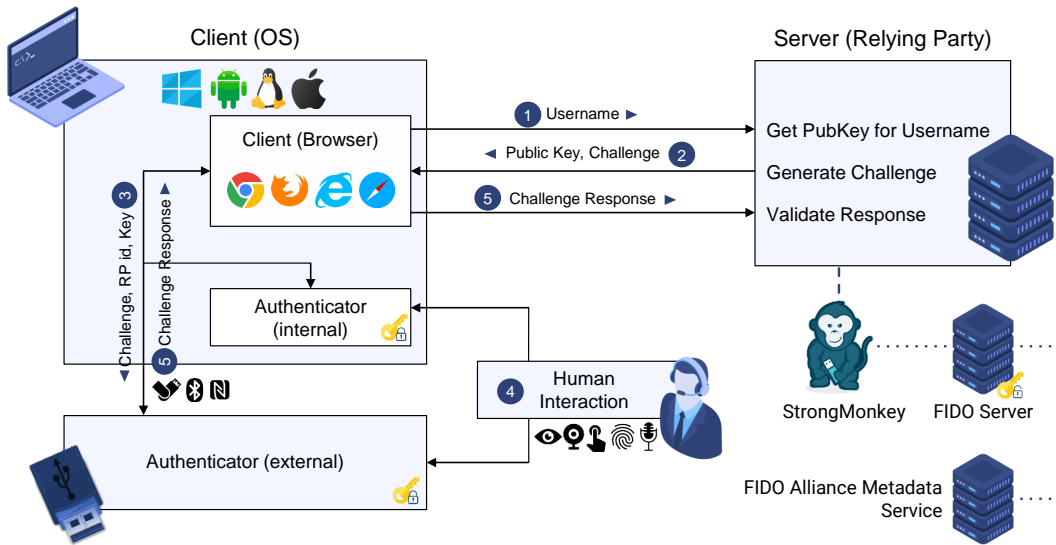 Client (OS)
Server (Relying Party)
C:\>_
Client (Browser)
1 Username
Get PubKey for Username
Public Key, Challenge 2
Generate Challenge
5 Challenge Response
Validate Response
Challenge, RP id, Key 3
5 Challenge Response
Authenticator
(internal)
4
Human
Interaction
StrongMonkey
FIDO Server
Authenticator (external)
FIDO Alliance Metadata
Service